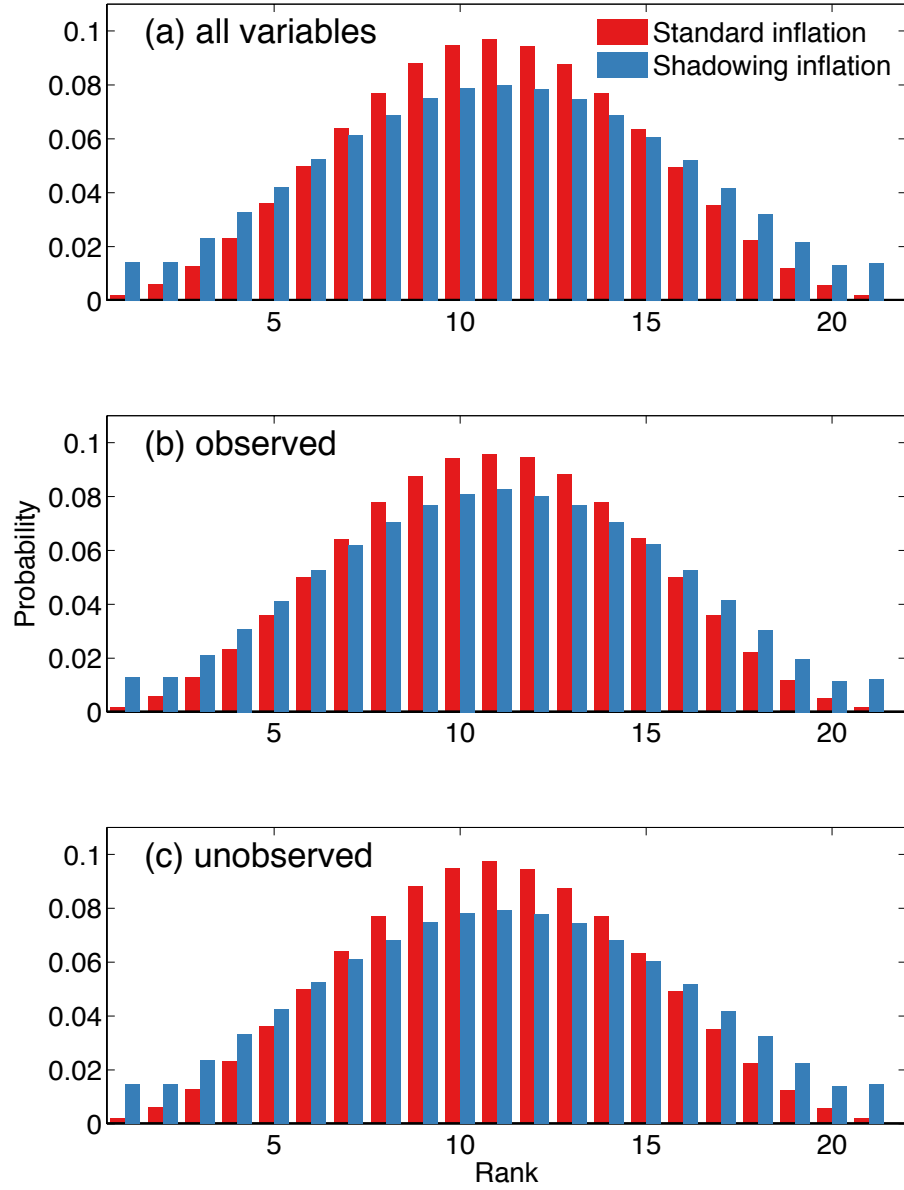 (a) all variables
Standard inflation
Shadowing inflation
0.1
0.08
0.06
0.04
0.02
0
5 10 15 20
(b) observed
0.1
0.08
0.06
0.04
0.02
0
5 10 15 20
Probability
(c) unobserved
0.1
0.08
0.06
0.04
0.02
0
5 10 15 20
Rank